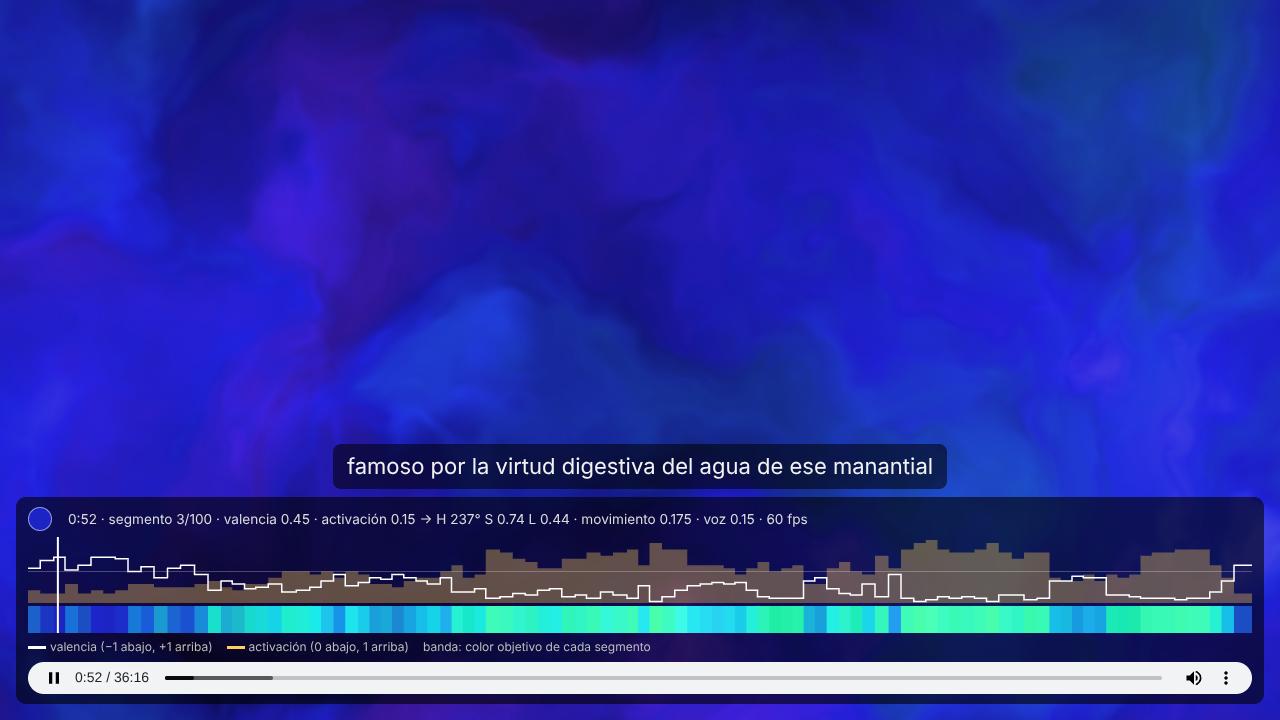 famoso por la virtud digestiva del agua de ese manantial
0:52 · segmento 3/100 · valencia 0.45 · activación 0.15 → H 237° S 0.74 L 0.44 · movimiento 0.175 · voz 0.15 · 60 fps
valencia (−1 abajo, +1 arriba) activación (0 abajo, 1 arriba) banda: color objetivo de cada segmento
0:52 / 36:16